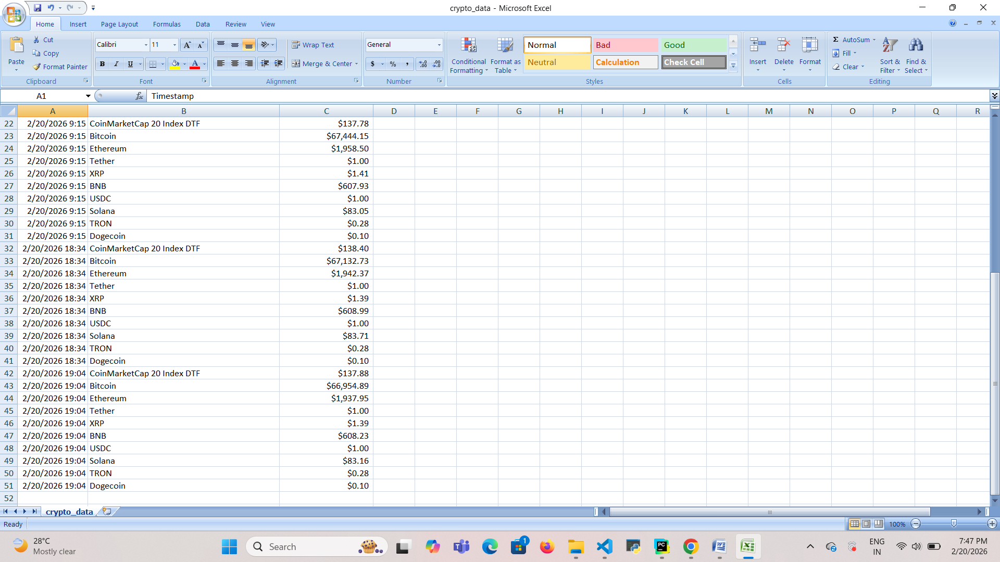 crypto_data - Microsoft Excel
Home Insert Page Layout Formulas Data Review View
Paste Cut Copy Format Painter Clipboard
Calibri 11 B I U Font
Wrap Text Merge & Center Alignment
General $ % , Number
Conditional Formatting Format as Table Normal Bad Good Neutral Calculation Check Cell Styles
Insert Delete Format Cells
Σ AutoSum Fill Clear Sort & Filter Find & Select Editing
A1 fx Timestamp
A B C D E F G H I J K L M N O P Q R
22 2/20/2026 9:15 CoinMarketCap 20 Index DTF $137.78
23 2/20/2026 9:15 Bitcoin $67,444.15
24 2/20/2026 9:15 Ethereum $1,958.50
25 2/20/2026 9:15 Tether $1.00
26 2/20/2026 9:15 XRP $1.41
27 2/20/2026 9:15 BNB $607.93
28 2/20/2026 9:15 USDC $1.00
29 2/20/2026 9:15 Solana $83.05
30 2/20/2026 9:15 TRON $0.28
31 2/20/2026 9:15 Dogecoin $0.10
32 2/20/2026 18:34 CoinMarketCap 20 Index DTF $138.40
33 2/20/2026 18:34 Bitcoin $67,132.73
34 2/20/2026 18:34 Ethereum $1,942.37
35 2/20/2026 18:34 Tether $1.00
36 2/20/2026 18:34 XRP $1.39
37 2/20/2026 18:34 BNB $608.99
38 2/20/2026 18:34 USDC $1.00
39 2/20/2026 18:34 Solana $83.71
40 2/20/2026 18:34 TRON $0.28
41 2/20/2026 18:34 Dogecoin $0.10
42 2/20/2026 19:04 CoinMarketCap 20 Index DTF $137.88
43 2/20/2026 19:04 Bitcoin $66,954.89
44 2/20/2026 19:04 Ethereum $1,937.95
45 2/20/2026 19:04 Tether $1.00
46 2/20/2026 19:04 XRP $1.39
47 2/20/2026 19:04 BNB $608.23
48 2/20/2026 19:04 USDC $1.00
49 2/20/2026 19:04 Solana $83.16
50 2/20/2026 19:04 TRON $0.28
51 2/20/2026 19:04 Dogecoin $0.10
52
crypto_data
Ready 100%
28°C
Mostly clear
Search
1
PC
ENG
IN
7:47 PM
2/20/2026